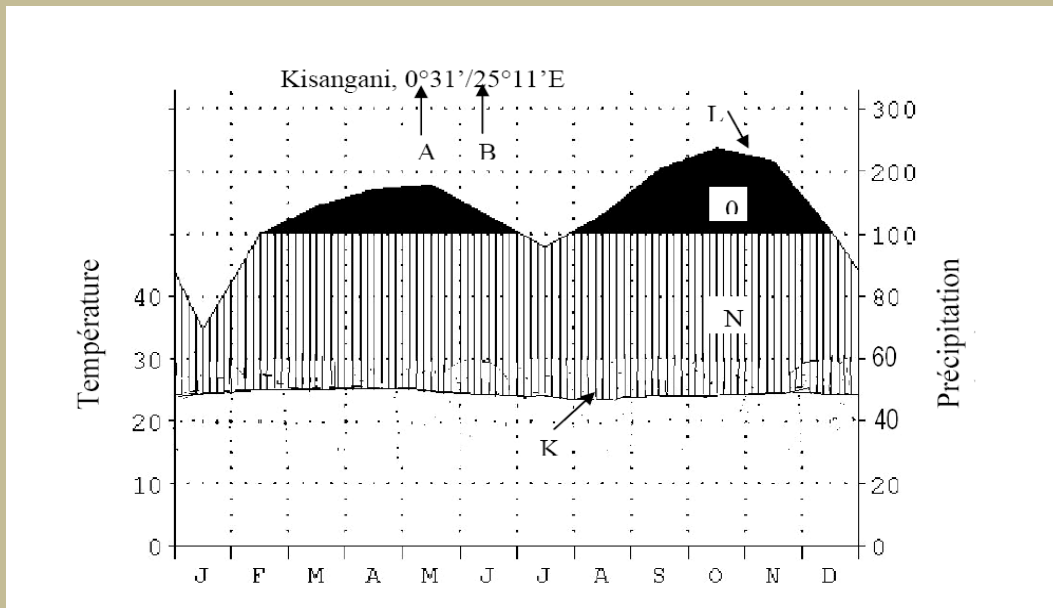 Kisangani, 0°31'/25°11'E
A B
L
300
200
O
100
40 80
N
30 60
20 40
K
10 20
0 0
J F M A M J J A S O N D
Température
Précipitation